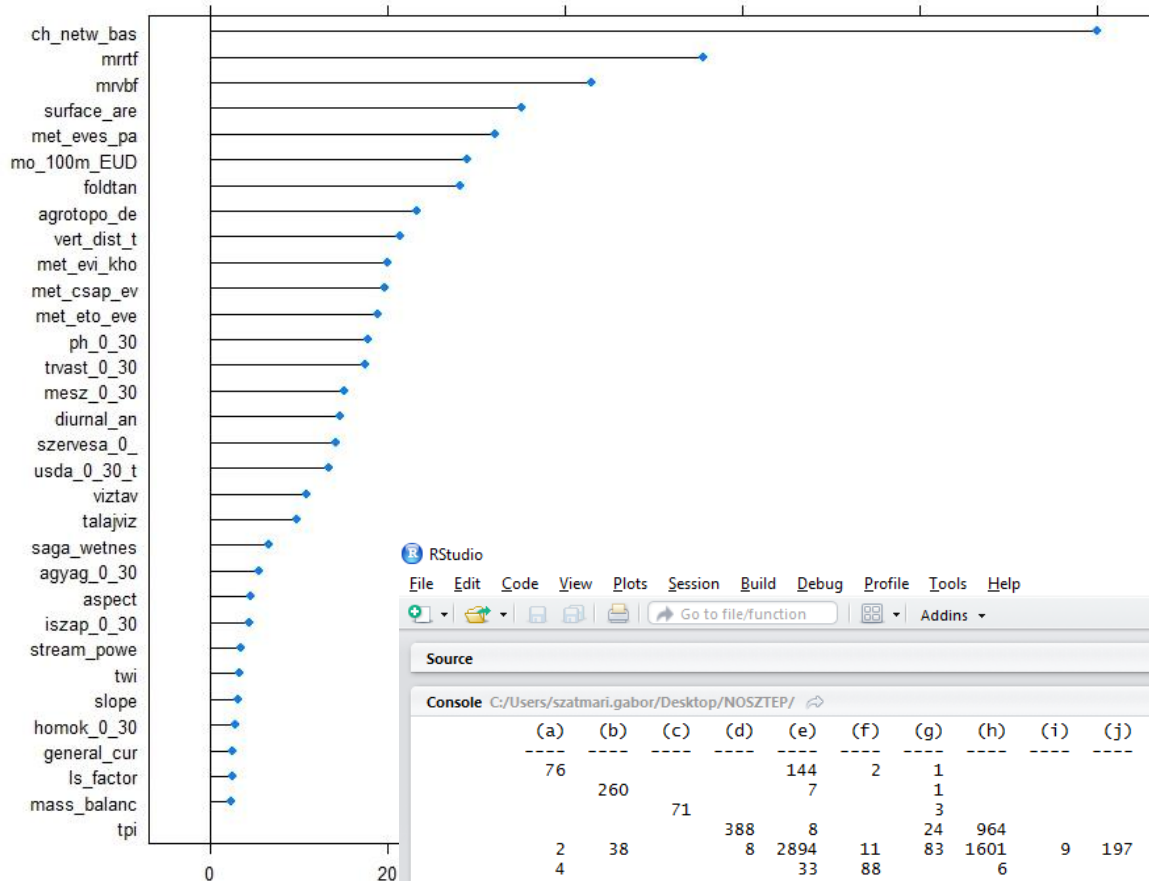 ch_netw_bas
mrrtf
mrvbf
surface_are
met_eves_pa
mo_100m_EUD
foldtan
agrotopo_de
vert_dist_t
met_evi_kho
met_csap_ev
met_eto_eve
ph_0_30
trvast_0_30
mesz_0_30
diurnal_an
szervesa_0_
usda_0_30_t
viztav
talajviz
saga_wetnes
agyag_0_30
aspect
iszap_0_30
stream_powe
twi
slope
homok_0_30
general_cur
ls_factor
mass_balanc
tpi
0 20
R RStudio
File Edit Code View Plots Session Build Debug Profile Tools Help
Go to file/function Addins
Source
Console C:/Users/szatmari.gabor/Desktop/NOSZTEP/
(a) (b) (c) (d) (e) (f) (g) (h) (i) (j)
---- ---- ---- ---- ---- ---- ---- ---- ---- ----
76 144 2 1
260 7 1
71 3
388 8 24 964
2 38 8 2894 11 83 1601 9 197
4 33 88 6